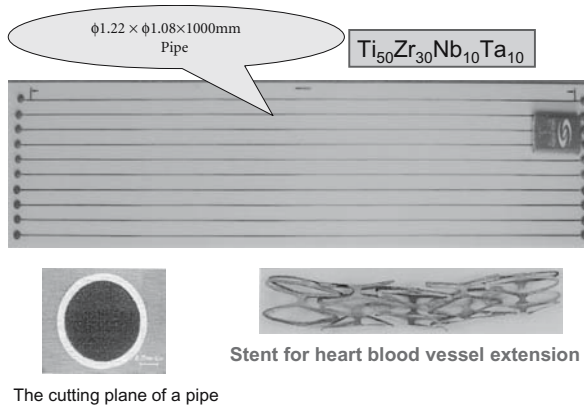 ϕ1.22 × ϕ1.08×1000mm
Pipe
Ti₅₀Zr₃₀Nb₁₀Ta₁₀
Stent for heart blood vessel extension
The cutting plane of a pipe